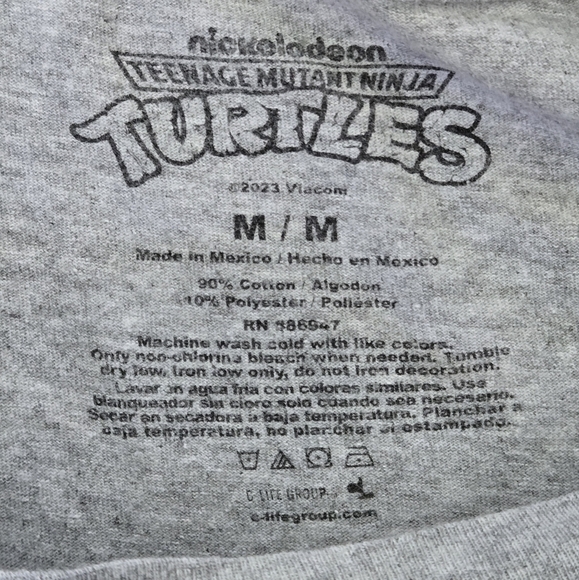 nickelodeon
TEENAGE MUTANT NINJA
TURTLES
©2023 Viacom
M / M
Made in Mexico / Hecho en Mexico
90% Cotton / Algodon
10% Polyester / Poliester
RN #86947
Machine wash cold with like colors.
Only non-chlorine bleach when needed. Tumble
dry low, Iron low only, do not iron decoration.
Lavar en agua fria con colores similares. Use
blanqueador sin cloro solo cuando sea necesario.
Secar en secadora a baja temperatura. Planchar a
baja temperatura, no planchar el estampado.
C-LIFE GROUP
c-lifegroup.com